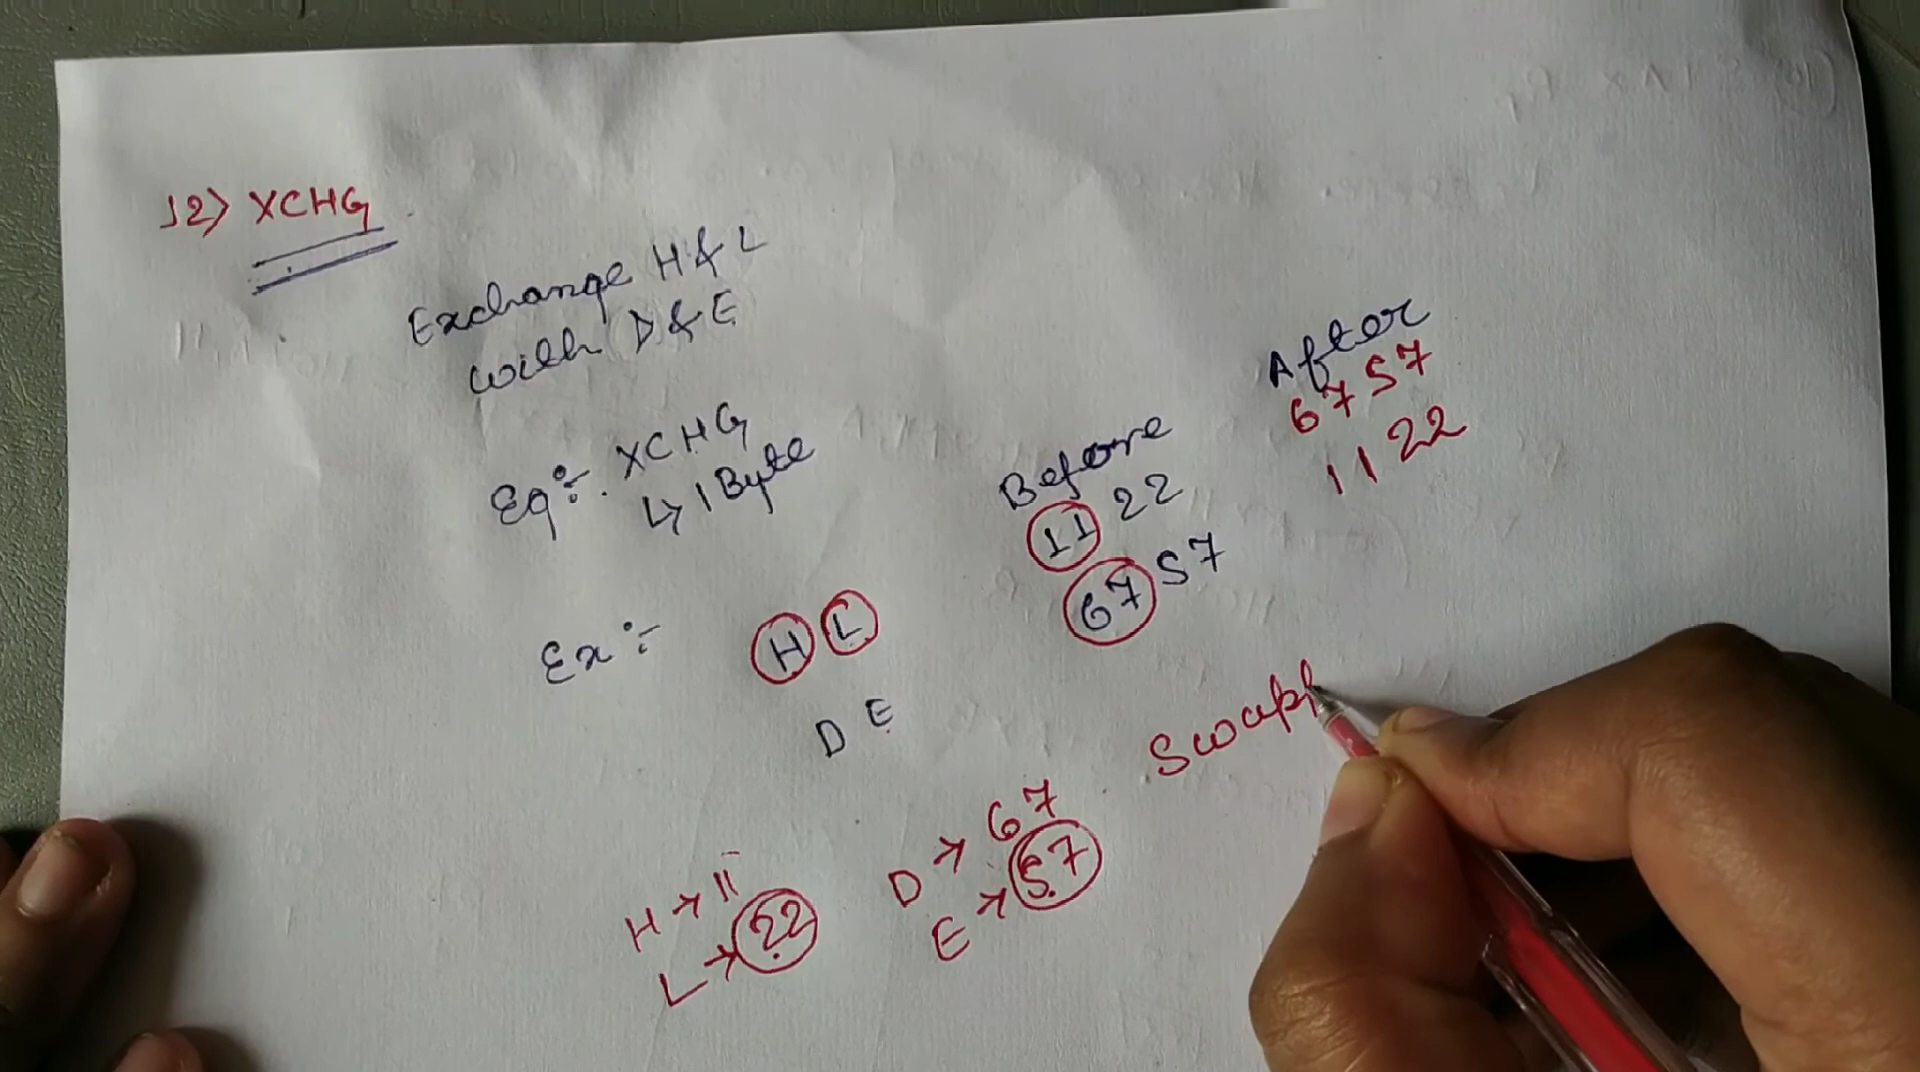 12) XCHG
Exchange H & L
with D & E
Eg:- XCHG
↳ 1 Byte
Before After
Ex:- H L 11 22 67 57
D E 67 57 11 22
Swapp
H → 11 D → 67
L → 22 E → 57